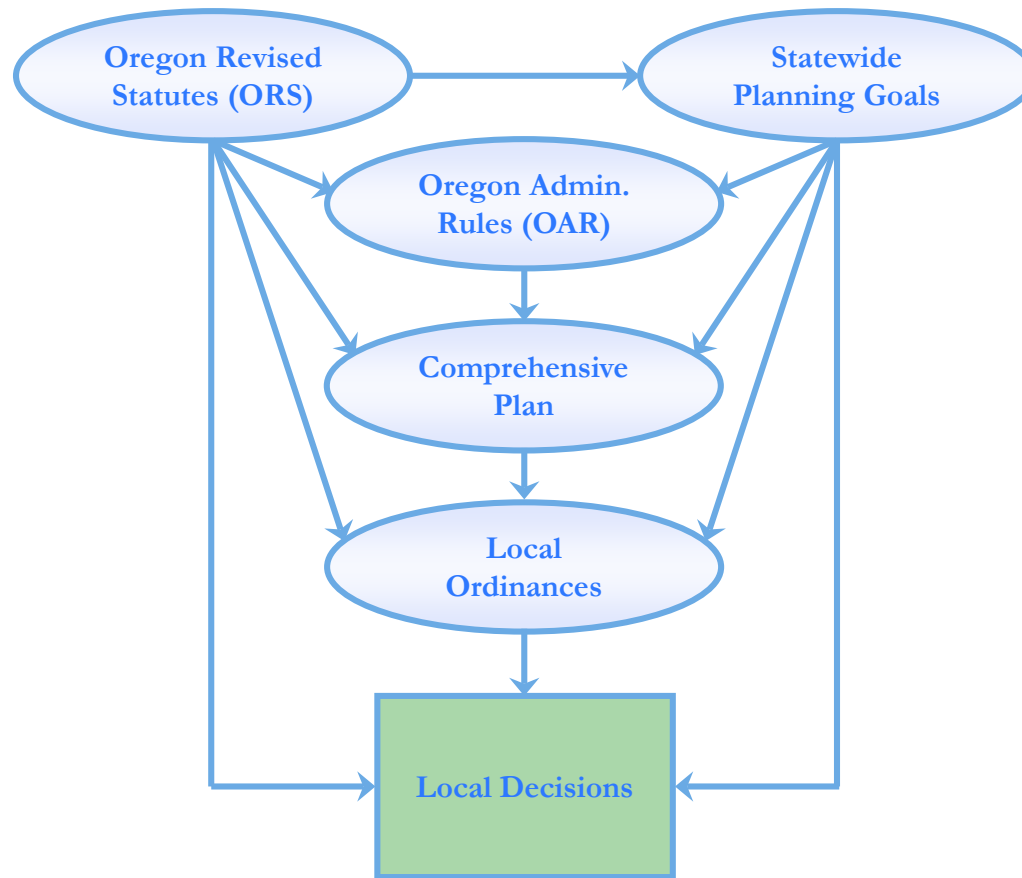 Oregon Revised
Statutes (ORS)
Statewide
Planning Goals
Oregon Admin.
Rules (OAR)
Comprehensive
Plan
Local
Ordinances
Local Decisions